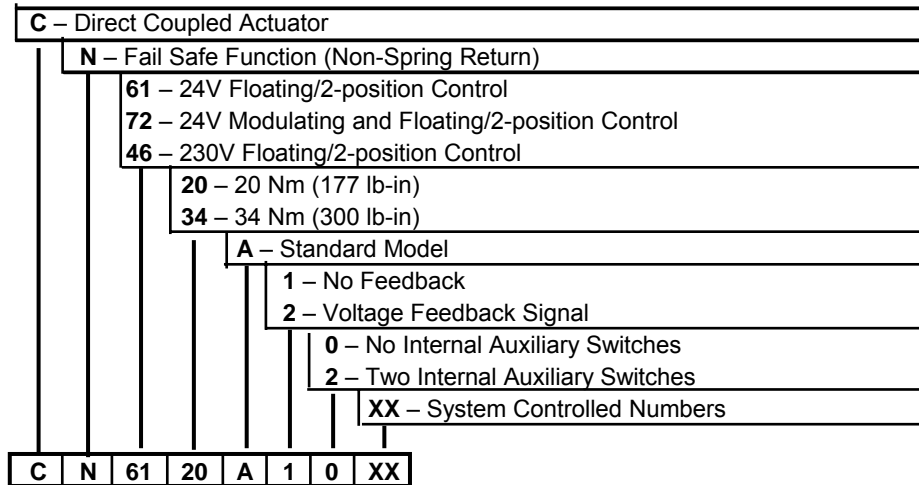 C – Direct Coupled Actuator
N – Fail Safe Function (Non-Spring Return)
61 – 24V Floating/2-position Control
72 – 24V Modulating and Floating/2-position Control
46 – 230V Floating/2-position Control
20 – 20 Nm (177 lb-in)
34 – 34 Nm (300 lb-in)
A – Standard Model
1 – No Feedback
2 – Voltage Feedback Signal
0 – No Internal Auxiliary Switches
2 – Two Internal Auxiliary Switches
XX – System Controlled Numbers
C N 61 20 A 1 0 XX